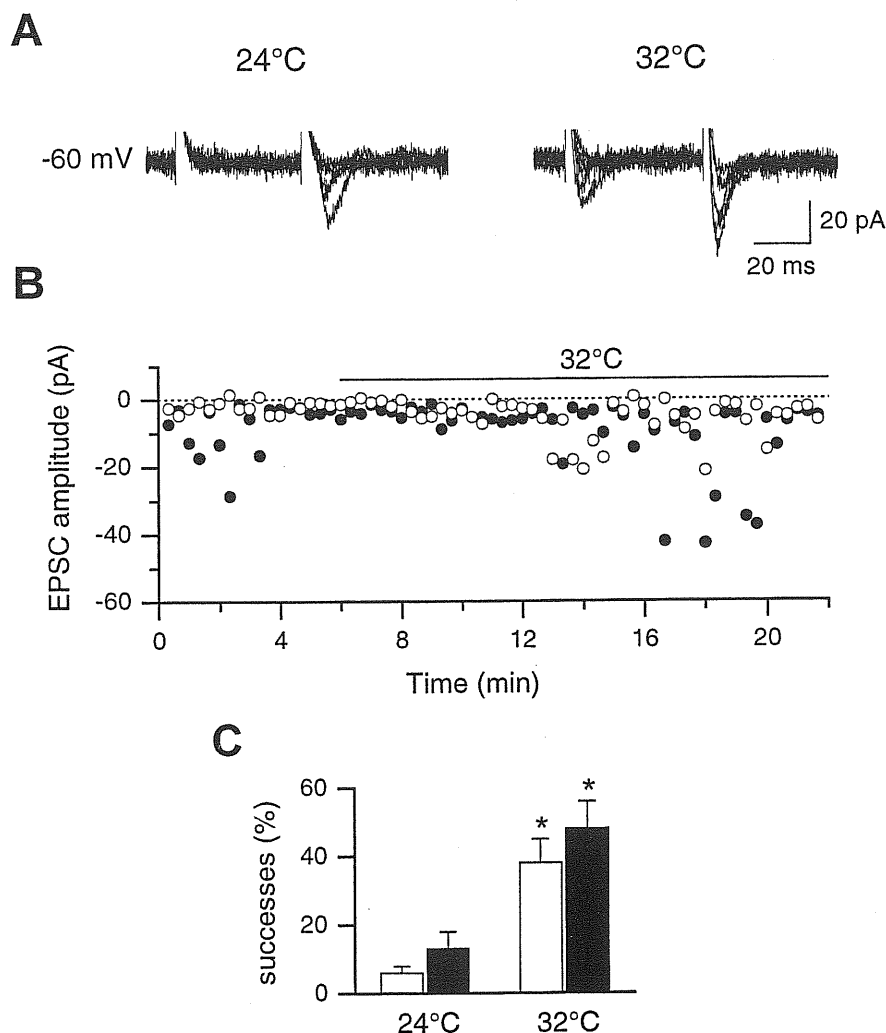 A
24°C
32°C
-60 mV
20 pA
20 ms
B
32°C
EPSC amplitude (pA)
0
-20
-40
-60
0
4
8
12
16
20
Time (min)
C
successes (%)
60
40
20
0
*
*
24°C
32°C